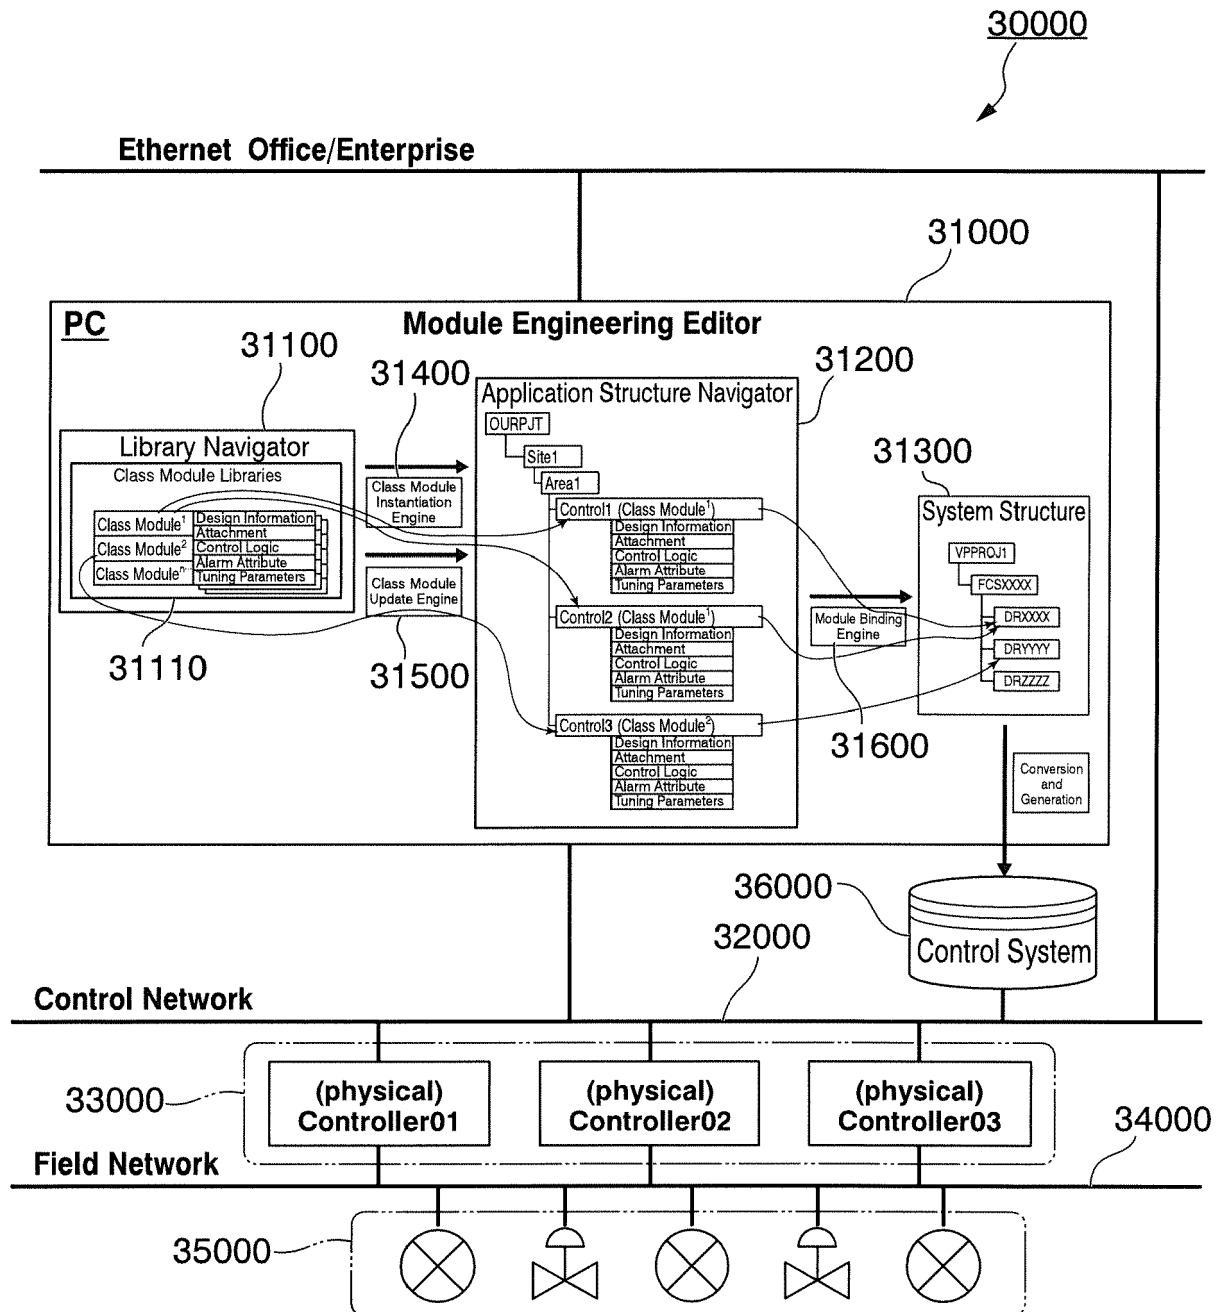 30000
Ethernet Office/Enterprise
31000
PC
Module Engineering Editor
31100
31400
31200
Library Navigator
Class Module Libraries
Class Module1
Class Module2
Class Modulen
Design Information
Attachment
Control Logic
Alarm Attribute
Tuning Parameters
31110
Class Module
Instantiation
Engine
Class Module
Update Engine
31500
Application Structure Navigator
OURPJT
Site1
Area1
Control1 (Class Module1)
Design Information
Attachment
Control Logic
Alarm Attribute
Tuning Parameters
Control2 (Class Module1)
Design Information
Attachment
Control Logic
Alarm Attribute
Tuning Parameters
Control3 (Class Module2)
Design Information
Attachment
Control Logic
Alarm Attribute
Tuning Parameters
Module Binding
Engine
31600
31300
System Structure
VPPROJ1
FCSXXXX
DRXXXX
DRYYYY
DRZZZZ
Conversion
and
Generation
36000
Control System
32000
Control Network
33000
(physical)
Controller01
(physical)
Controller02
(physical)
Controller03
34000
Field Network
35000